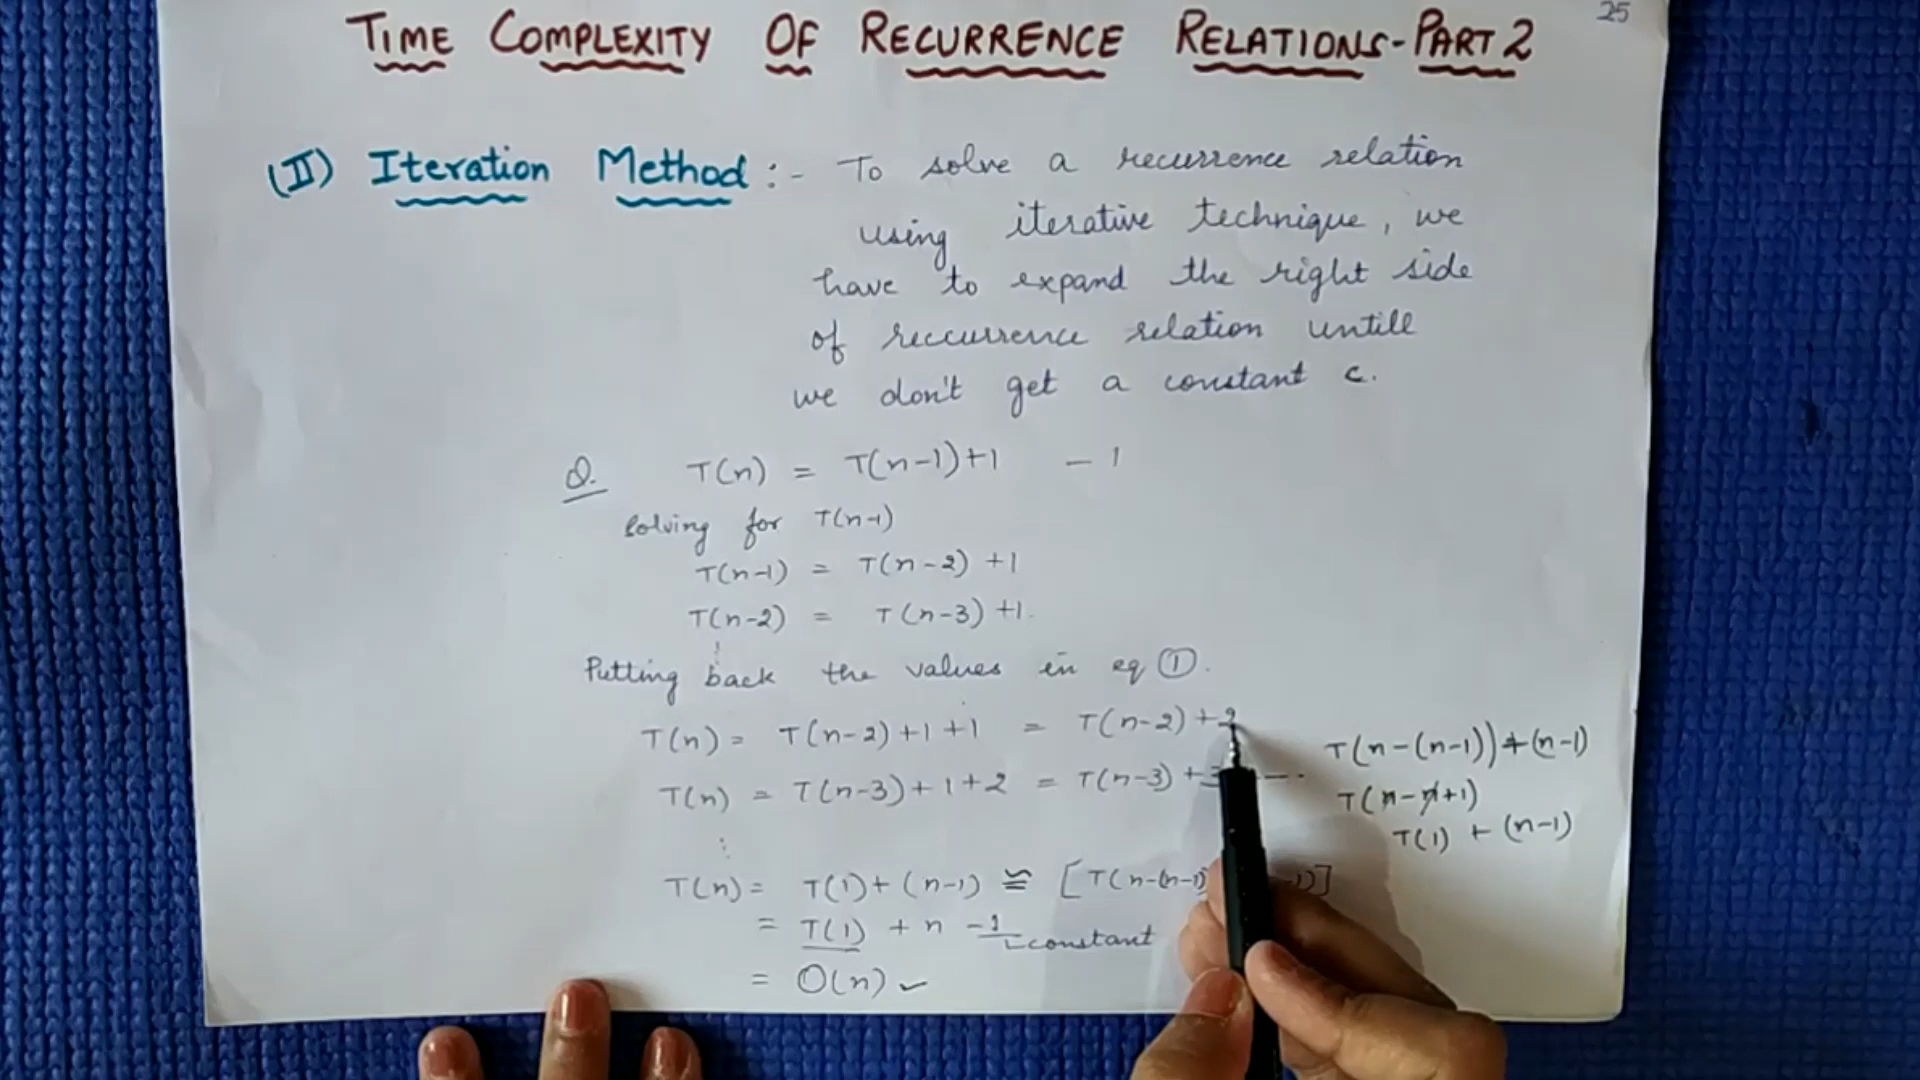 25
TIME COMPLEXITY OF RECURRENCE RELATIONS-PART 2
(II) Iteration Method :- To solve a recurrence relation
using iterative technique, we
have to expand the right side
of reccurrence relation untill
we don't get a constant c.
Q. T(n) = T(n-1)+1 - 1
Solving for T(n-1)
T(n-1) = T(n-2) +1
T(n-2) = T(n-3) +1.
Putting back the values in eq ①.
T(n) = T(n-2)+1+1 = T(n-2)+2
T(n-(n-1))+(n-1)
T(n) = T(n-3)+1+2 = T(n-3)+3 ---
T(n-n+1)
T(1) + (n-1)
T(n) = T(1)+(n-1) ≌ [T(n-(n-1) -1)]
= T(1) + n -1 constant
= O(n) ✓